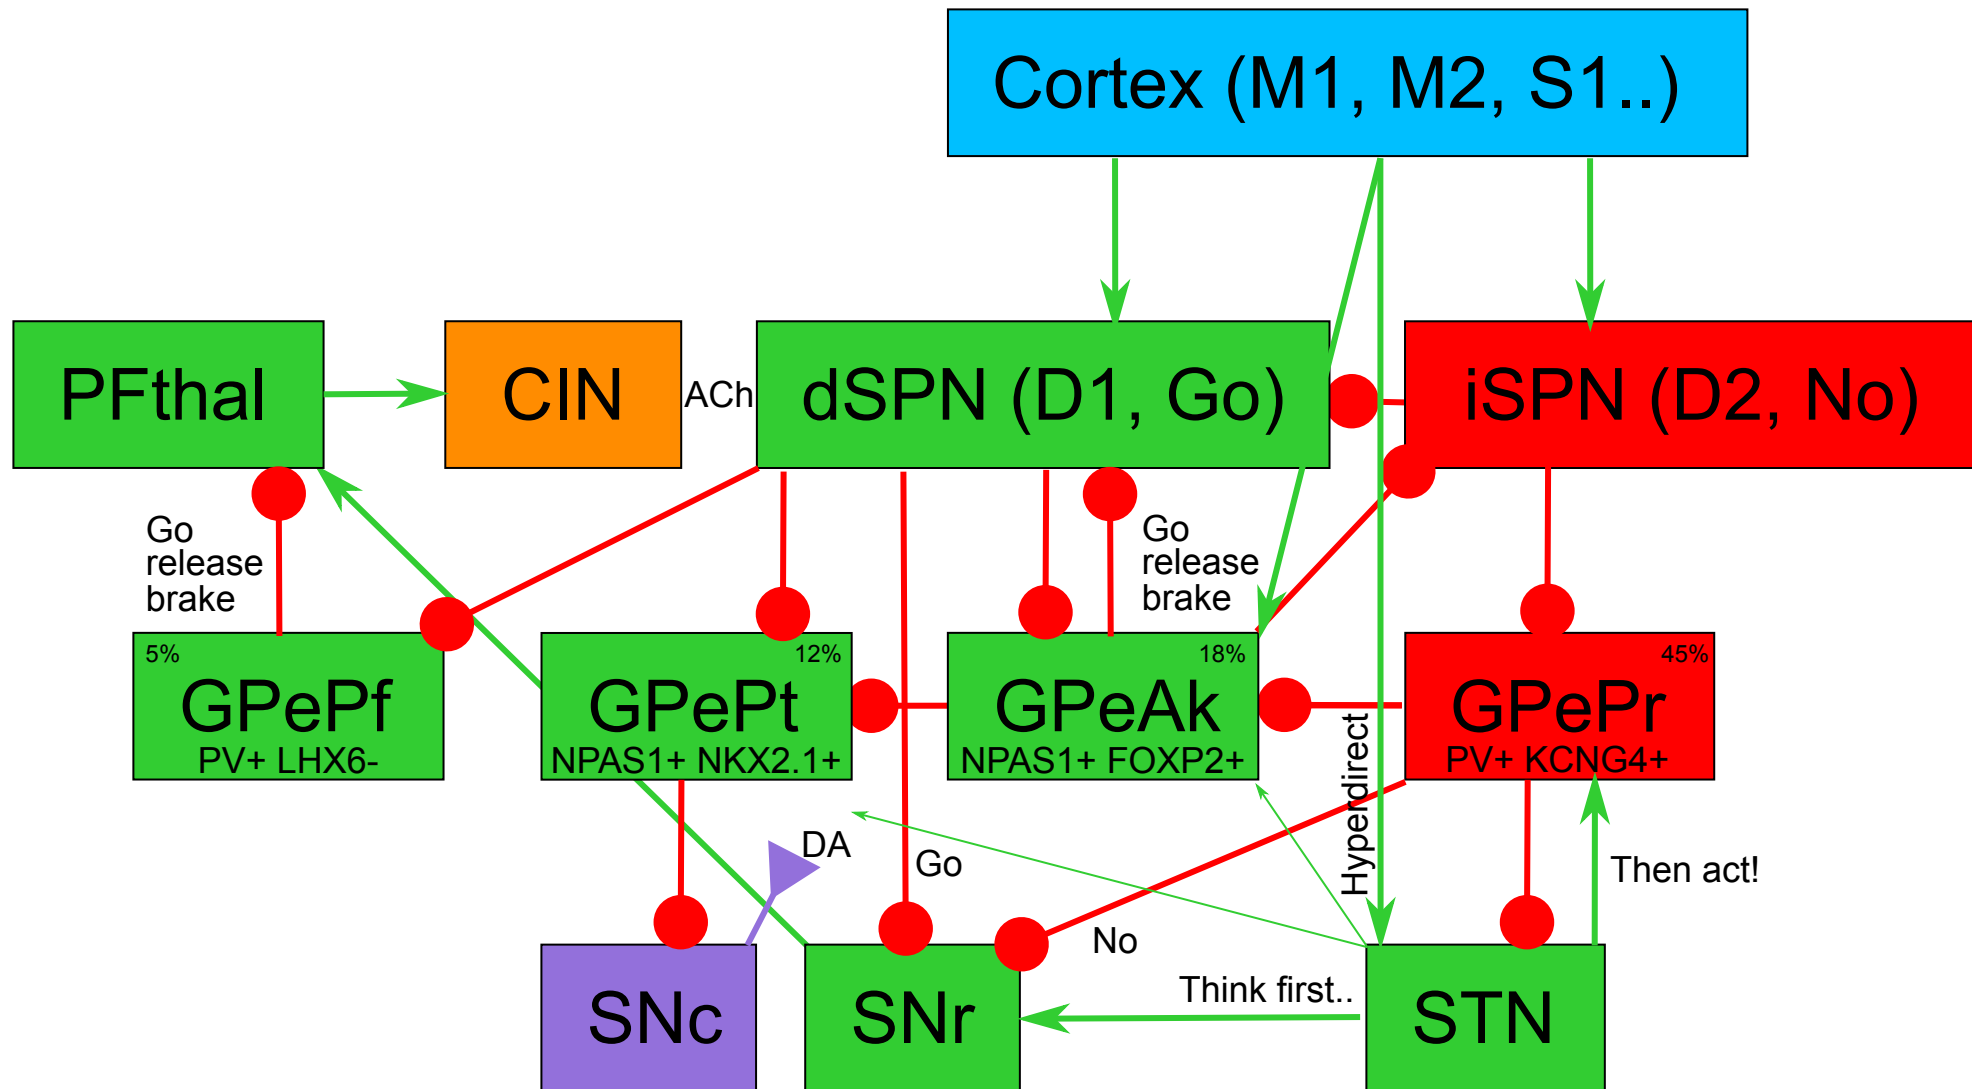 Cortex (M1, M2, S1..)
PFthal
CIN
ACh
dSPN (D1, Go)
iSPN (D2, No)
Go
release
brake
Go
release
brake
5%
GPePf
PV+ LHX6-
12%
GPePt
NPAS1+ NKX2.1+
18%
GPeAk
NPAS1+ FOXP2+
45%
GPePr
PV+ KCNG4+
Hyperdirect
DA
Go
Then act!
No
Think first..
SNc
SNr
STN